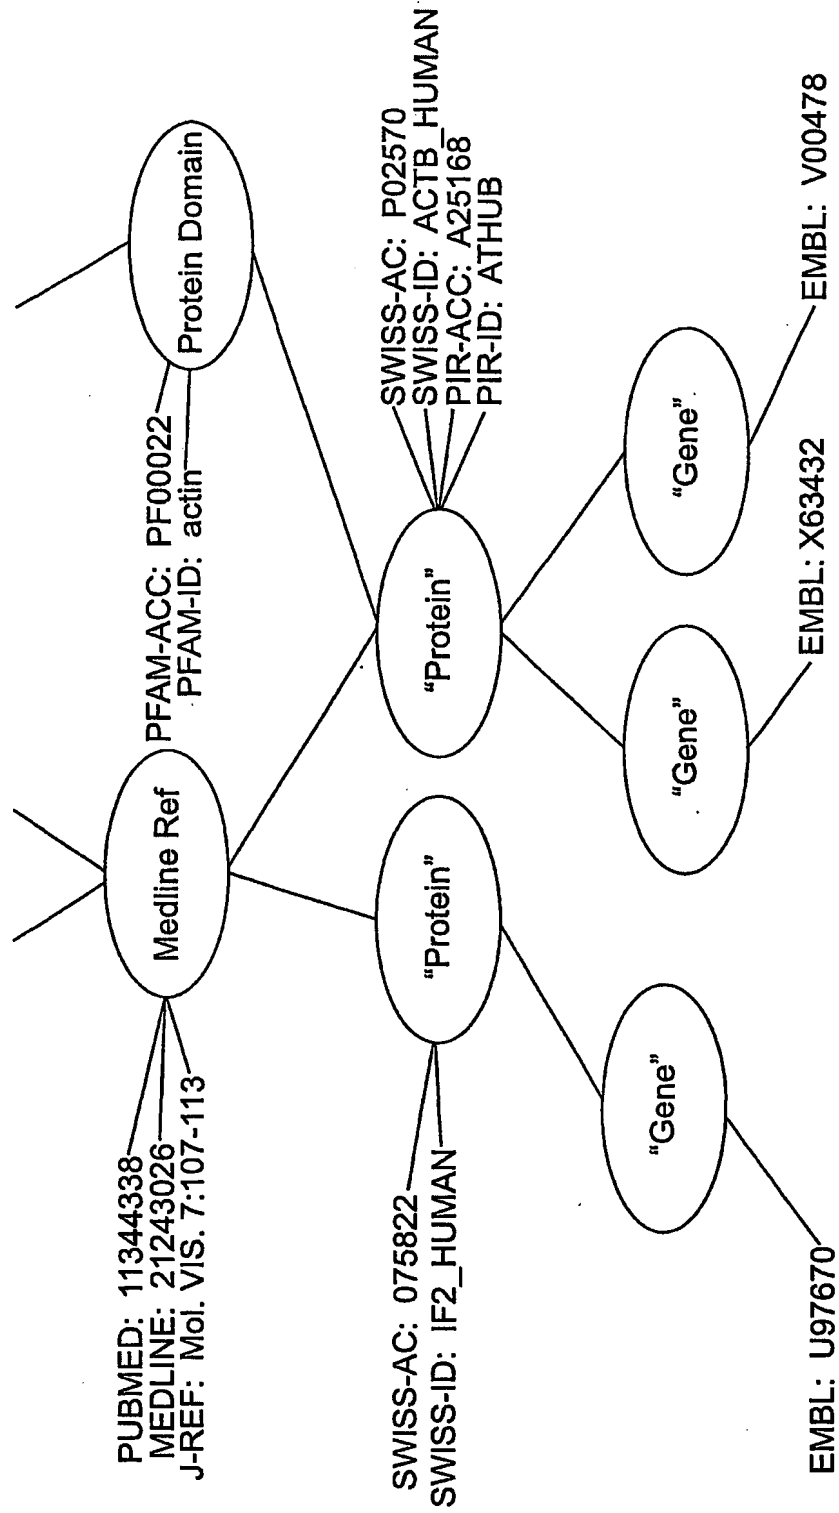 PUBMED: 11344338
MEDLINE: 21243026
J-REF: Mol. VIS. 7:107-113
Medline Ref
PFAM-ACC: PF00022
PFAM-ID: actin
Protein Domain
SWISS-AC: 075822
SWISS-ID: IF2_HUMAN
“Protein”
“Protein”
SWISS-AC: P02570
SWISS-ID: ACTB_HUMAN
PIR-ACC: A25168
PIR-ID: ATHUB
“Gene”
“Gene”
“Gene”
EMBL: U97670
EMBL: X63432
EMBL: V00478